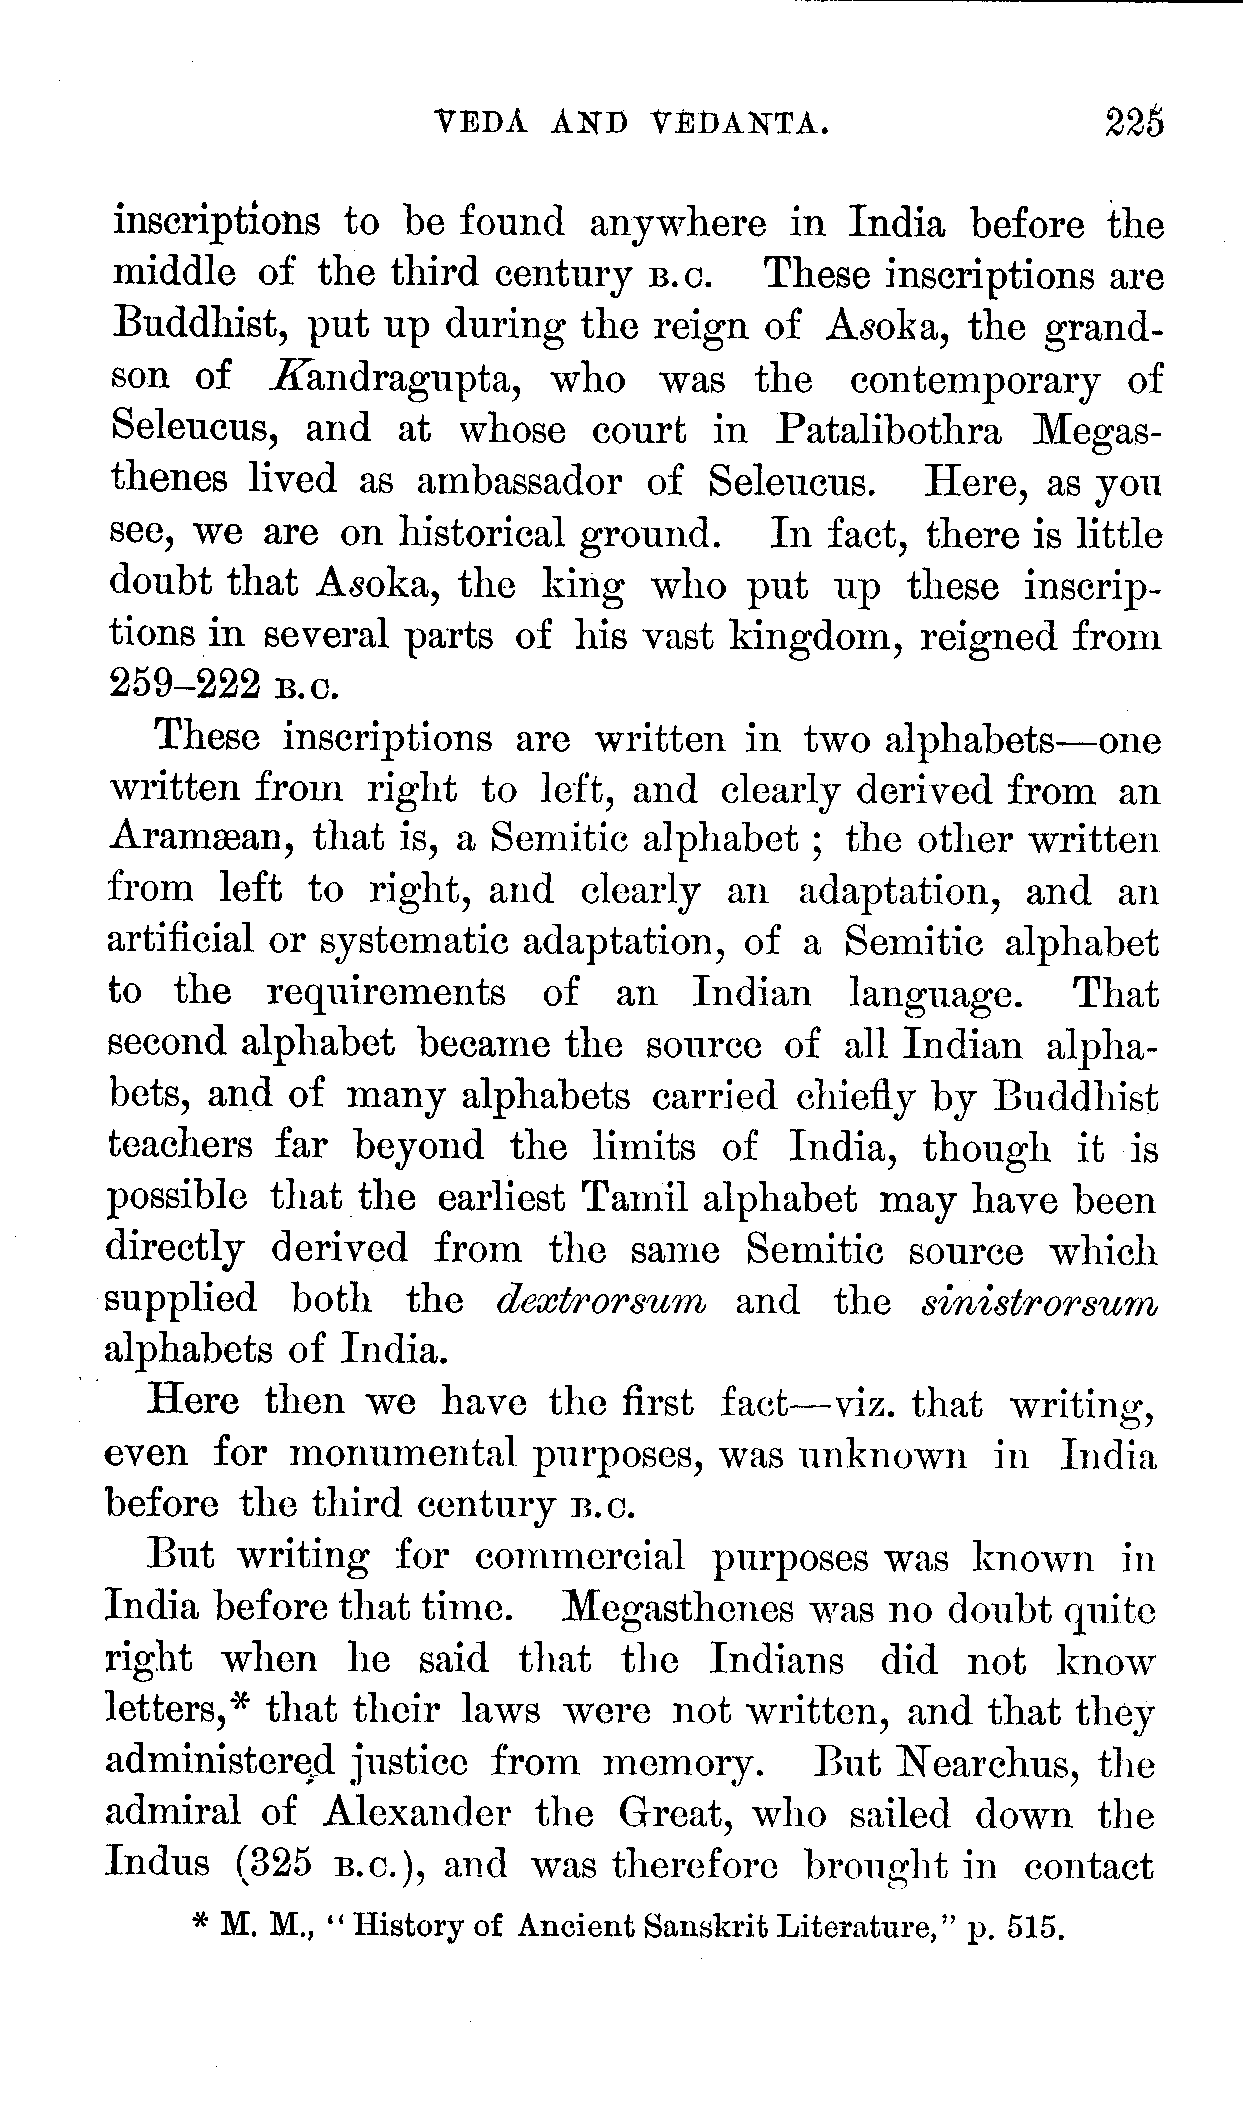 VEDA AND VEDANTA. 225
inscriptions to be found anywhere in India before the
middle of the third century B.C. These inscriptions are
Buddhist, put up during the reign of Asoka, the grand-
son of Kandragupta, who was the contemporary of
Seleucus, and at whose court in Patalibothra Megas-
thenes lived as ambassador of Seleucus. Here, as you
see, we are on historical ground. In fact, there is little
doubt that Asoka, the king who put up these inscrip-
tions in several parts of his vast kingdom, reigned from
259–222 B.C.
These inscriptions are written in two alphabets—one
written from right to left, and clearly derived from an
Aramæan, that is, a Semitic alphabet ; the other written
from left to right, and clearly an adaptation, and an
artificial or systematic adaptation, of a Semitic alphabet
to the requirements of an Indian language. That
second alphabet became the source of all Indian alpha-
bets, and of many alphabets carried chiefly by Buddhist
teachers far beyond the limits of India, though it is
possible that the earliest Tamil alphabet may have been
directly derived from the same Semitic source which
supplied both the dextrorsum and the sinistrorsum
alphabets of India.
Here then we have the first fact—viz. that writing,
even for monumental purposes, was unknown in India
before the third century B.C.
But writing for commercial purposes was known in
India before that time. Megasthenes was no doubt quite
right when he said that the Indians did not know
letters,* that their laws were not written, and that they
administered justice from memory. But Nearchus, the
admiral of Alexander the Great, who sailed down the
Indus (325 B.C.), and was therefore brought in contact
* M. M., "History of Ancient Sanskrit Literature," p. 515.